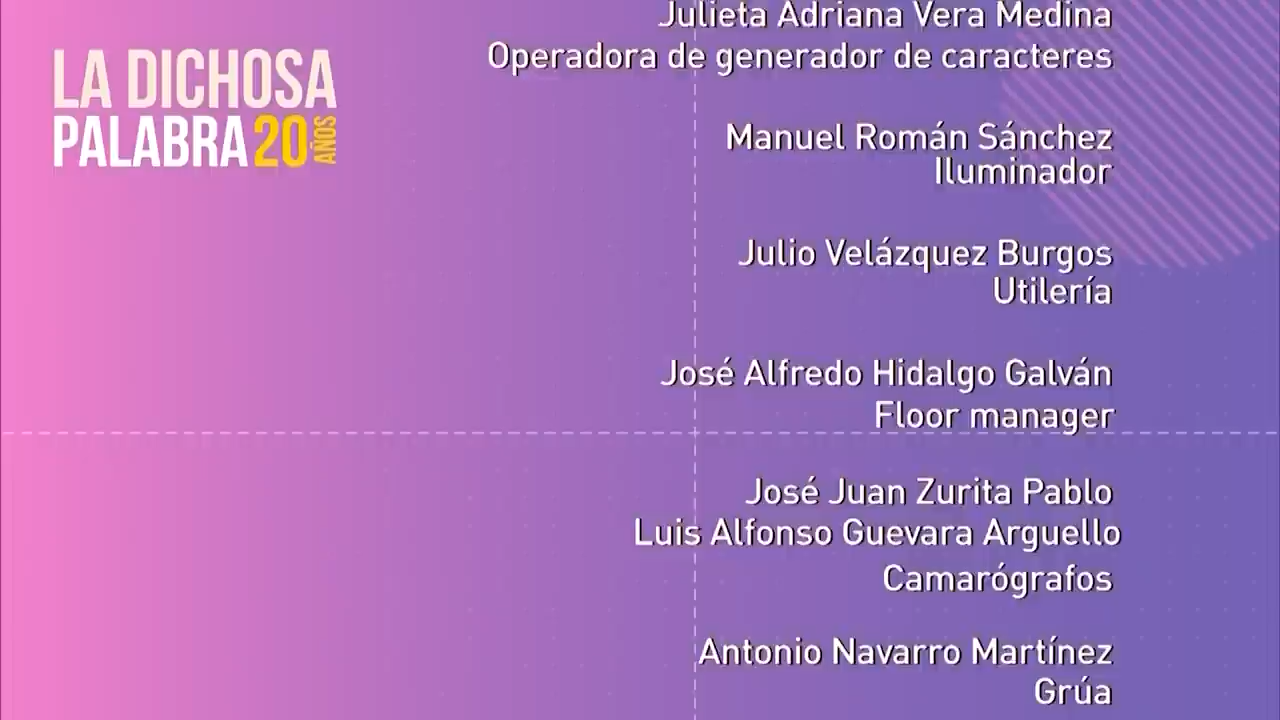 LA DICHOSA
PALABRA 20 AÑOS
Julieta Adriana Vera Medina
Operadora de generador de caracteres
Manuel Román Sánchez
Iluminador
Julio Velázquez Burgos
Utilería
José Alfredo Hidalgo Galván
Floor manager
José Juan Zurita Pablo
Luis Alfonso Guevara Arguello
Camarógrafos
Antonio Navarro Martínez
Grúa